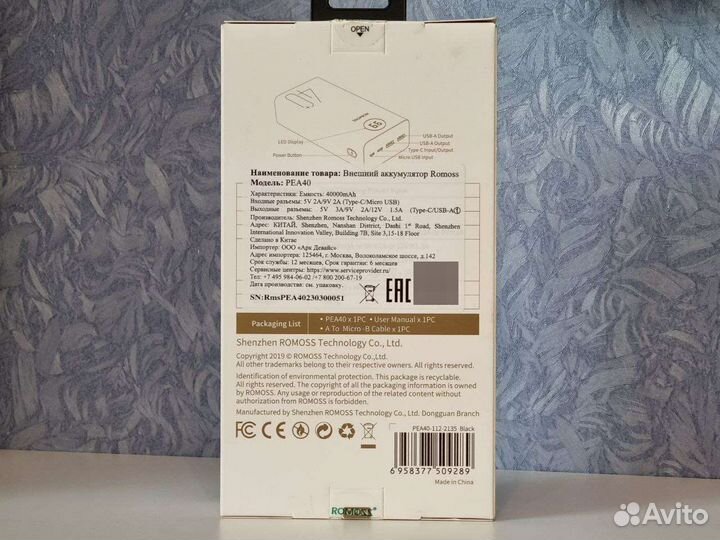 OPEN
ROMOSS
LED Display
Power Button
USB-A Output
USB-A Output
Type-C Input/Output
Micro USB Input
Наименование товара: Внешний аккумулятор Romoss
Модель: PEA40
Характеристики: Емкость: 40000mAh
Входные разъемы: 5V 2A/9V 2A (Type-C/Micro USB)
Выходные разъемы: 5V 3A/9V 2A/12V 1.5A (Type-C/USB-A①
Производитель: Shenzhen Romoss Technology Co., Ltd.
Адрес: КИТАЙ, Shenzhen, Nanshan District, Dashi 1st Road, Shenzhen
International Innovation Valley, Building 7B, Site 3,15-18 Floor
Сделано в Китае
Импортер: ООО «Арк Девайс»
Адрес импортера: 125464, г. Москва, Волоколамское шоссе, д.142
Срок службы: 12 месяцев, Срок гарантии: 6 месяцев
Сервисные центры: https://www.serviceprovider.ru/
Тел: +7 495 984-06-02/ +7 800 200-67-19
Дата производства: см. упаковку.
SN:RmsPEA40230300051
EAC
Packaging List
• PEA40 x 1PC • User Manual x 1PC
• A To Micro -B Cable x 1PC
Shenzhen ROMOSS Technology Co., Ltd.
Copyright 2019 © ROMOSS Technology Co.,Ltd.
All other trademarks belong to their respective owners. All rights
reserved.
Identification of environmental protection. This package is recyclable.
All rights reserved. The copyright of all packaging information is owned
by ROMOSS. Any usage or reproduction of the related content without
authorization from ROMOSS is forbidden.
Manufactured by Shenzhen ROMOSS Technology Co., Ltd. Dongguan Branch
FC CE
PEA40-112-2135 Black
6 958377 509289
Made in China
ROMOSS
Avito